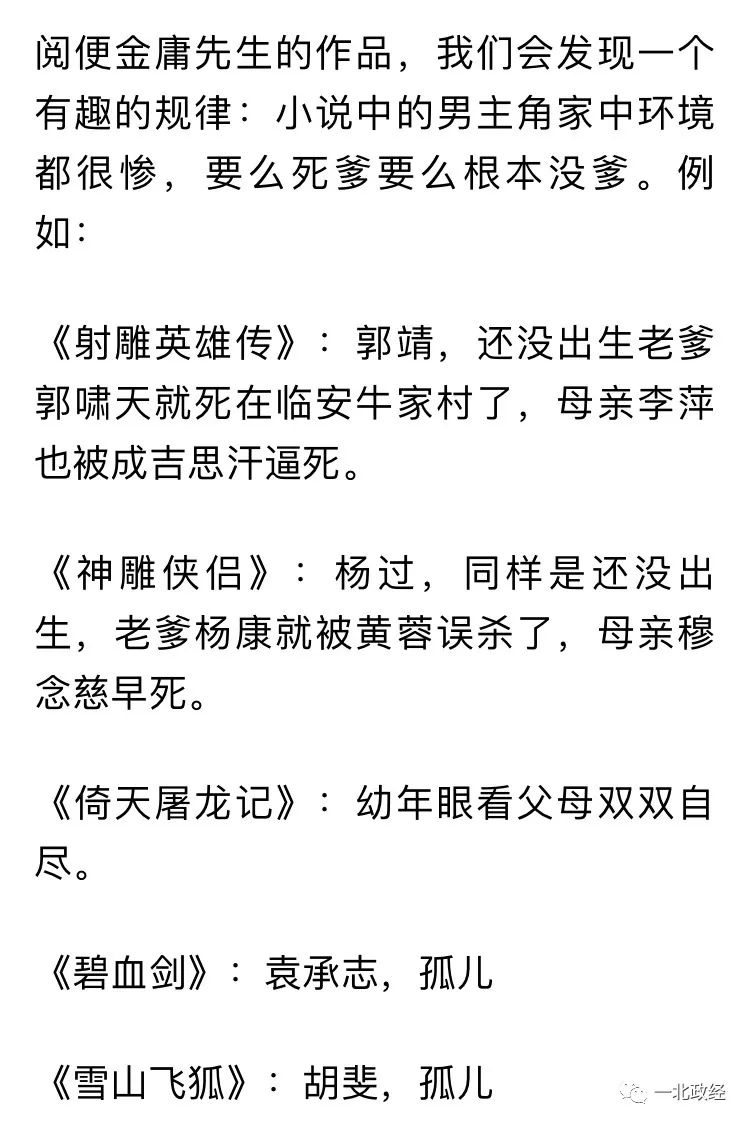 阅便金庸先生的作品，我们会发现一个
有趣的规律：小说中的男主角家中环境
都很惨，要么死爹要么根本没爹。例
如：
《射雕英雄传》：郭靖，还没出生老爹
郭啸天就死在临安牛家村了，母亲李萍
也被成吉思汗逼死。
《神雕侠侣》：杨过，同样是还没出
生，老爹杨康就被黄蓉误杀了，母亲穆
念慈早死。
《倚天屠龙记》：幼年眼看父母双双自
尽。
《碧血剑》：袁承志，孤儿
《雪山飞狐》：胡斐，孤儿
一北政经